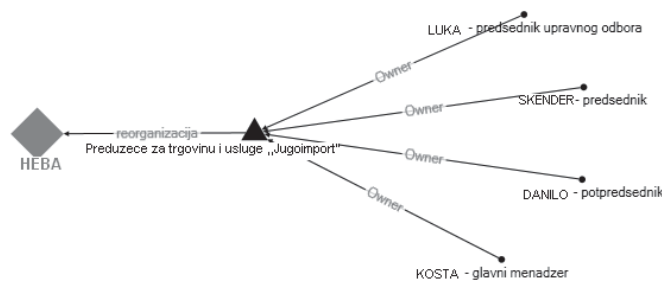 LUKA - predsednik upravnog odbora
Owner
SKENDER- predsednik
Owner
reorganizacija
HEBA
Preduzece za trgovinu i usluge ,,Jugoimport"
Owner
DANILO - potpredsednik
Owner
KOSTA - glavni menadzer